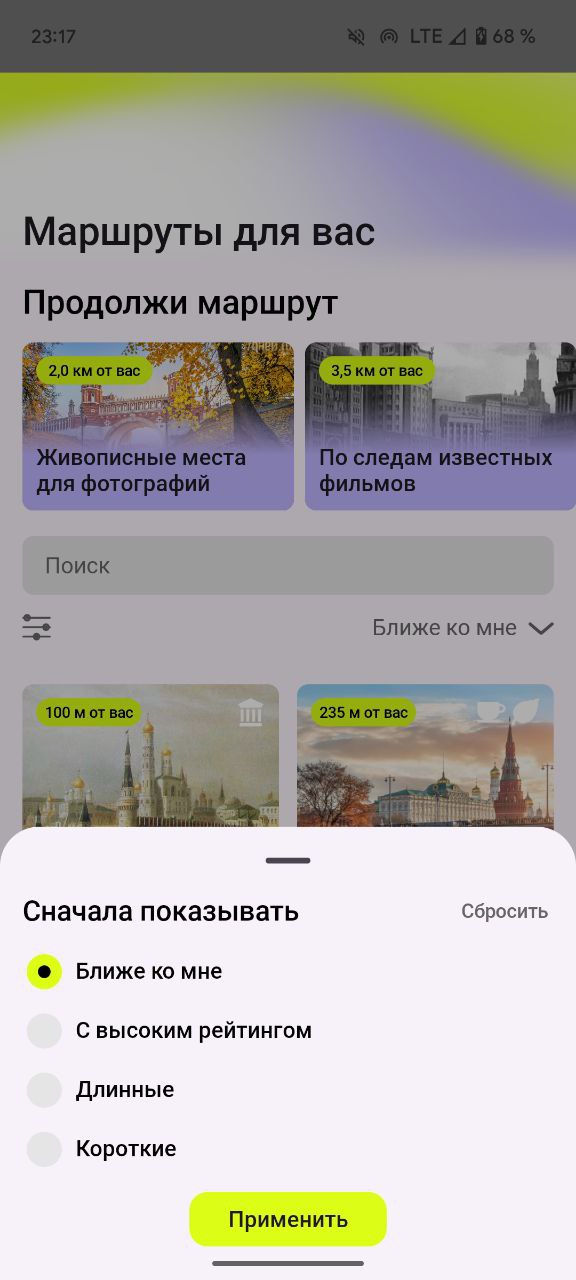 23:17
LTE
68 %
Маршруты для вас
Продолжи маршрут
2,0 км от вас
3,5 км от вас
Живописные места
для фотографий
По следам известных
фильмов
Поиск
Ближе ко мне
100 м от вас
235 м от вас
Сначала показывать
Сбросить
Ближе ко мне
С высоким рейтингом
Длинные
Короткие
Применить